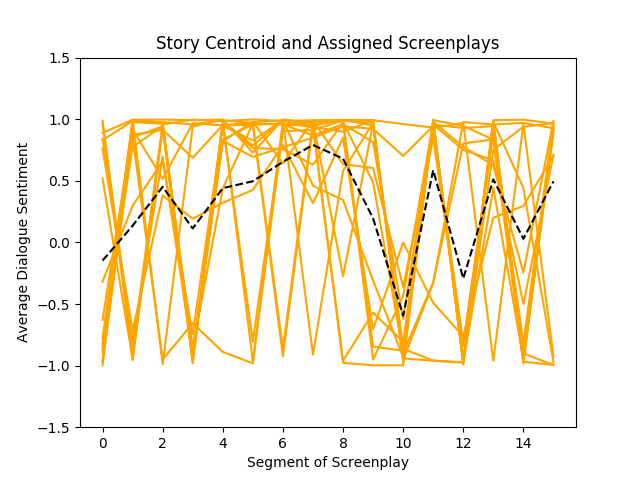 Story Centroid and Assigned Screenplays
1.5
1.0
0.5
0.0
−0.5
−1.0
−1.5
Average Dialogue Sentiment
0 2 4 6 8 10 12 14
Segment of Screenplay